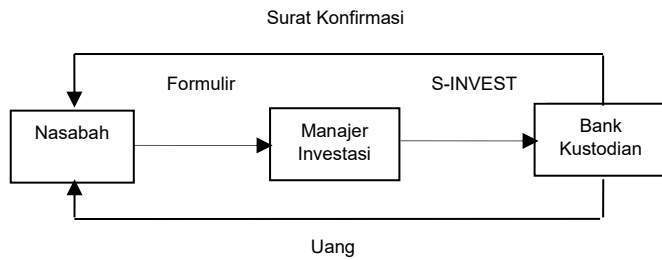 Surat Konfirmasi
Formulir
S-INVEST
Nasabah
Manajer
Investasi
Bank
Kustodian
Uang